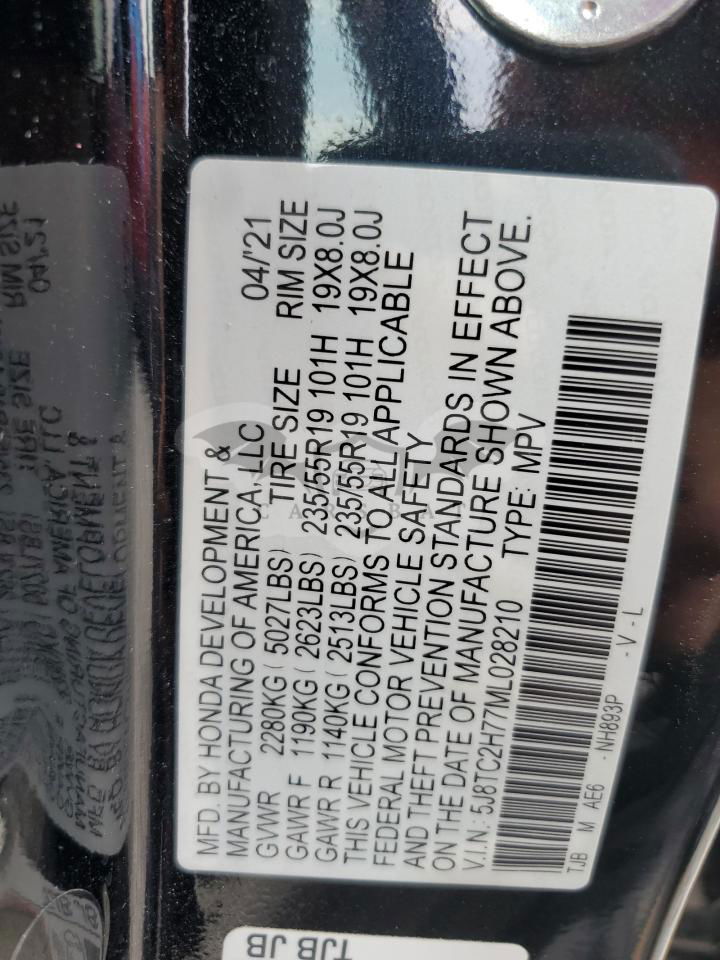 MFD. BY HONDA DEVELOPMENT &
MANUFACTURING OF AMERICA, LLC 04/'21
GVWR 2280KG ( 5027LBS) TIRE SIZE RIM SIZE
GAWR F 1190KG ( 2623LBS) 235/55R19 101H 19X8.0J
GAWR R 1140KG ( 2513LBS) 235/55R19 101H 19X8.0J
THIS VEHICLE CONFORMS TO ALL APPLICABLE
FEDERAL MOTOR VEHICLE SAFETY
AND THEFT PREVENTION STANDARDS IN EFFECT
ON THE DATE OF MANUFACTURE SHOWN ABOVE.
V.I.N: 5J8TC2H77ML028210 TYPE: MPV
TJB M AE6 - NH893P - V - L
TJB JB